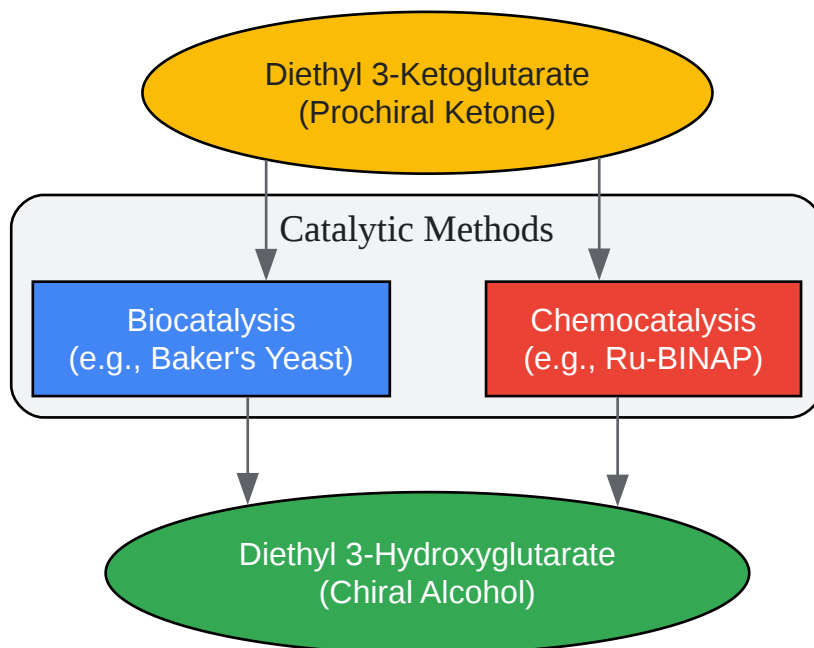 Diethyl 3-Ketoglutarate
(Prochiral Ketone)
Catalytic Methods
Biocatalysis
(e.g., Baker's Yeast)
Chemocatalysis
(e.g., Ru-BINAP)
Diethyl 3-Hydroxyglutarate
(Chiral Alcohol)